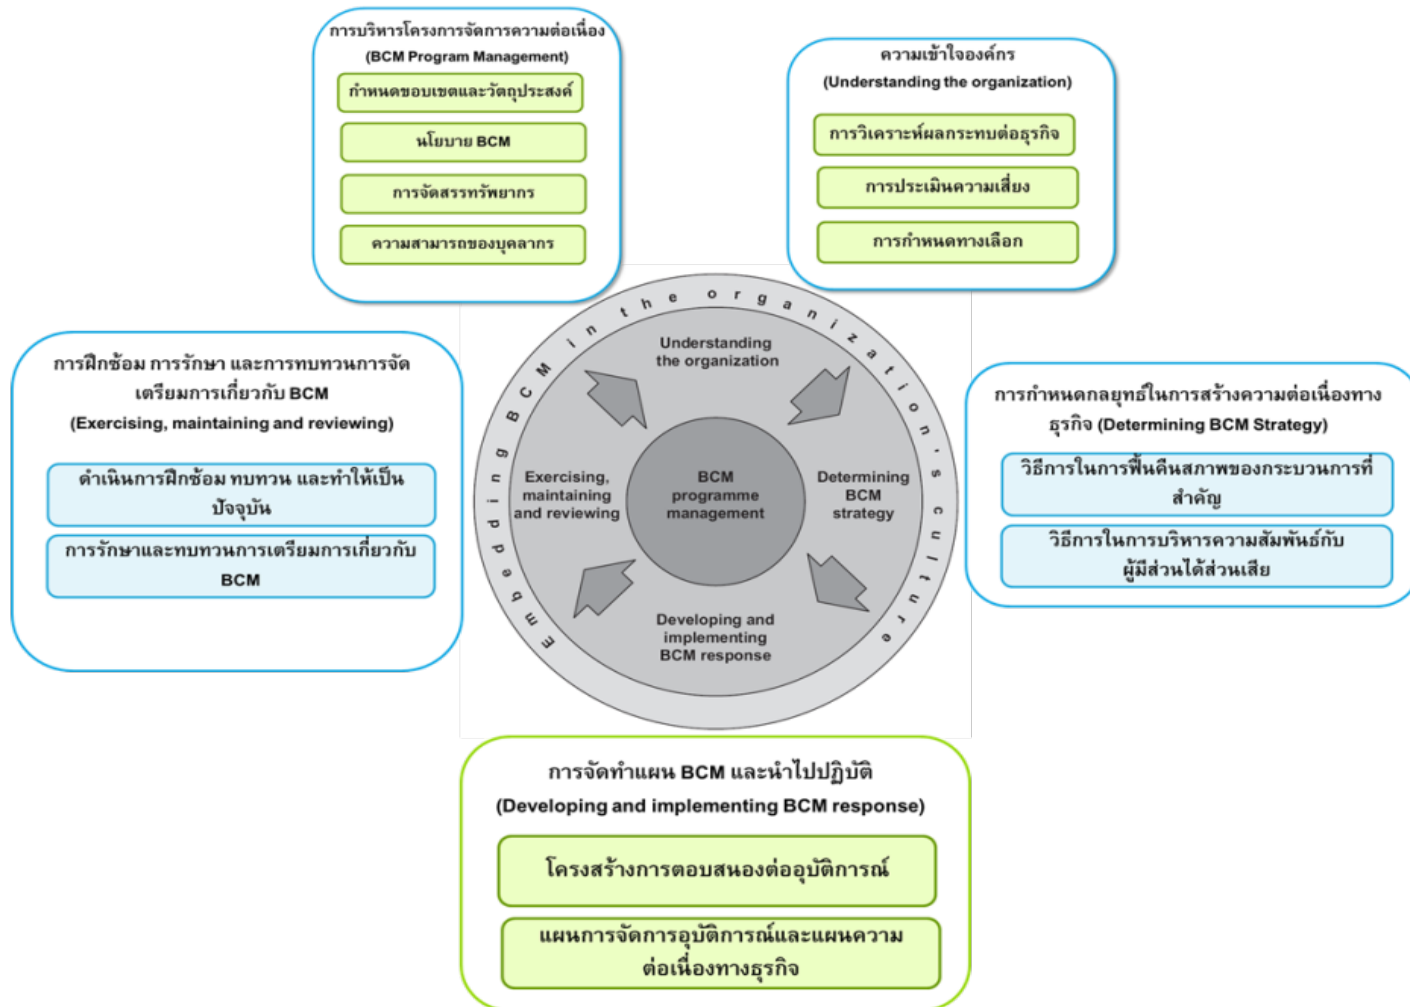 การบริหารโครงการจัดการความต่อเนื่อง
(BCM Program Management)
กำหนดขอบเขตและวัตถุประสงค์
นโยบาย BCM
การจัดสรรทรัพยากร
ความสามารถของบุคลากร
ความเข้าใจองค์กร
(Understanding the organization)
การวิเคราะห์ผลกระทบต่อธุรกิจ
การประเมินความเสี่ยง
การกำหนดทางเลือก
การฝึกซ้อม การรักษา และการทบทวนการจัด
เตรียมการเกี่ยวกับ BCM
(Exercising, maintaining and reviewing)
ดำเนินการฝึกซ้อม ทบทวน และทำให้เป็น
ปัจจุบัน
การรักษาและทบทวนการเตรียมการเกี่ยวกับ
BCM
Embedding BCM in the organization's culture
Understanding
the organization
Exercising,
maintaining
and reviewing
BCM
programme
management
Determining
BCM
strategy
Developing and
implementing
BCM response
การกำหนดกลยุทธ์ในการสร้างความต่อเนื่องทาง
ธุรกิจ (Determining BCM Strategy)
วิธีการในการฟื้นคืนสภาพของกระบวนการที่
สำคัญ
วิธีการในการบริหารความสัมพันธ์กับ
ผู้มีส่วนได้ส่วนเสีย
การจัดทำแผน BCM และนำไปปฏิบัติ
(Developing and implementing BCM response)
โครงสร้างการตอบสนองต่ออุบัติการณ์
แผนการจัดการอุบัติการณ์และแผนความ
ต่อเนื่องทางธุรกิจ